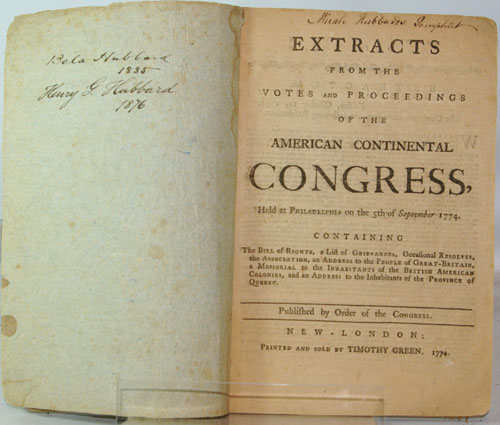 Bela Hubbard
1835
Henry G Hubbard
1876
Micah Hubbards Pamphlet
EXTRACTS
FROM THE
VOTES AND PROCEEDINGS
OF THE
AMERICAN CONTINENTAL
CONGRESS,
Held at PHILADELPHIA on the 5th of September 1774.
CONTAINING
The BILL of RIGHTS, a List of GRIEVANCES, Occasional RESOLVES,
the ASSOCIATION, an ADDRESS to the PEOPLE of GREAT-BRITAIN,
a MEMORIAL to the INHABITANTS of the BRITISH AMERICAN
COLONIES, and an ADDRESS to the Inhabitants of the PROVINCE of
QUEBEC.
Published by Order of the CONGRESS.
NEW-LONDON:
PRINTED AND SOLD BY TIMOTHY GREEN. 1774.